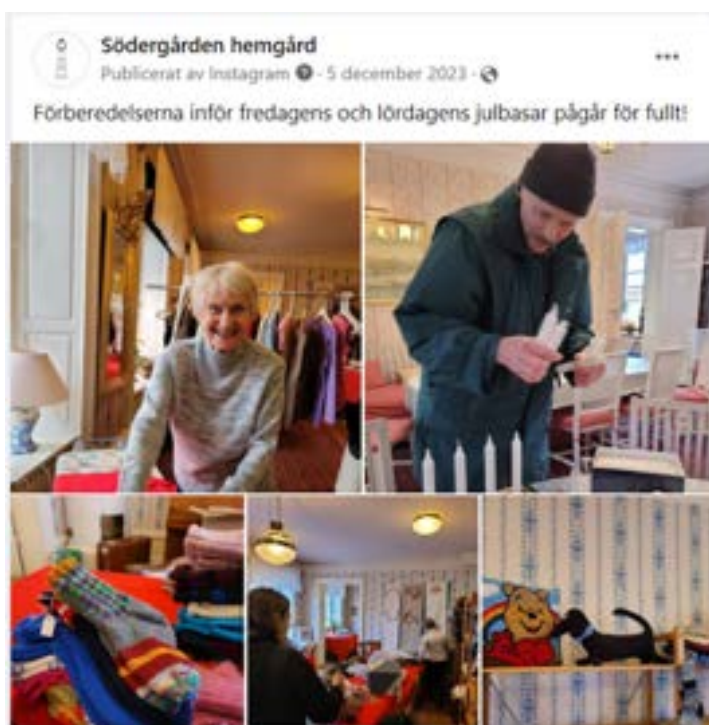 Södergården hemgård
Publicerat av Instagram · 5 december 2023 ·
Förberedelserna inför fredagens och lördagens julbasar pågår för fullt!